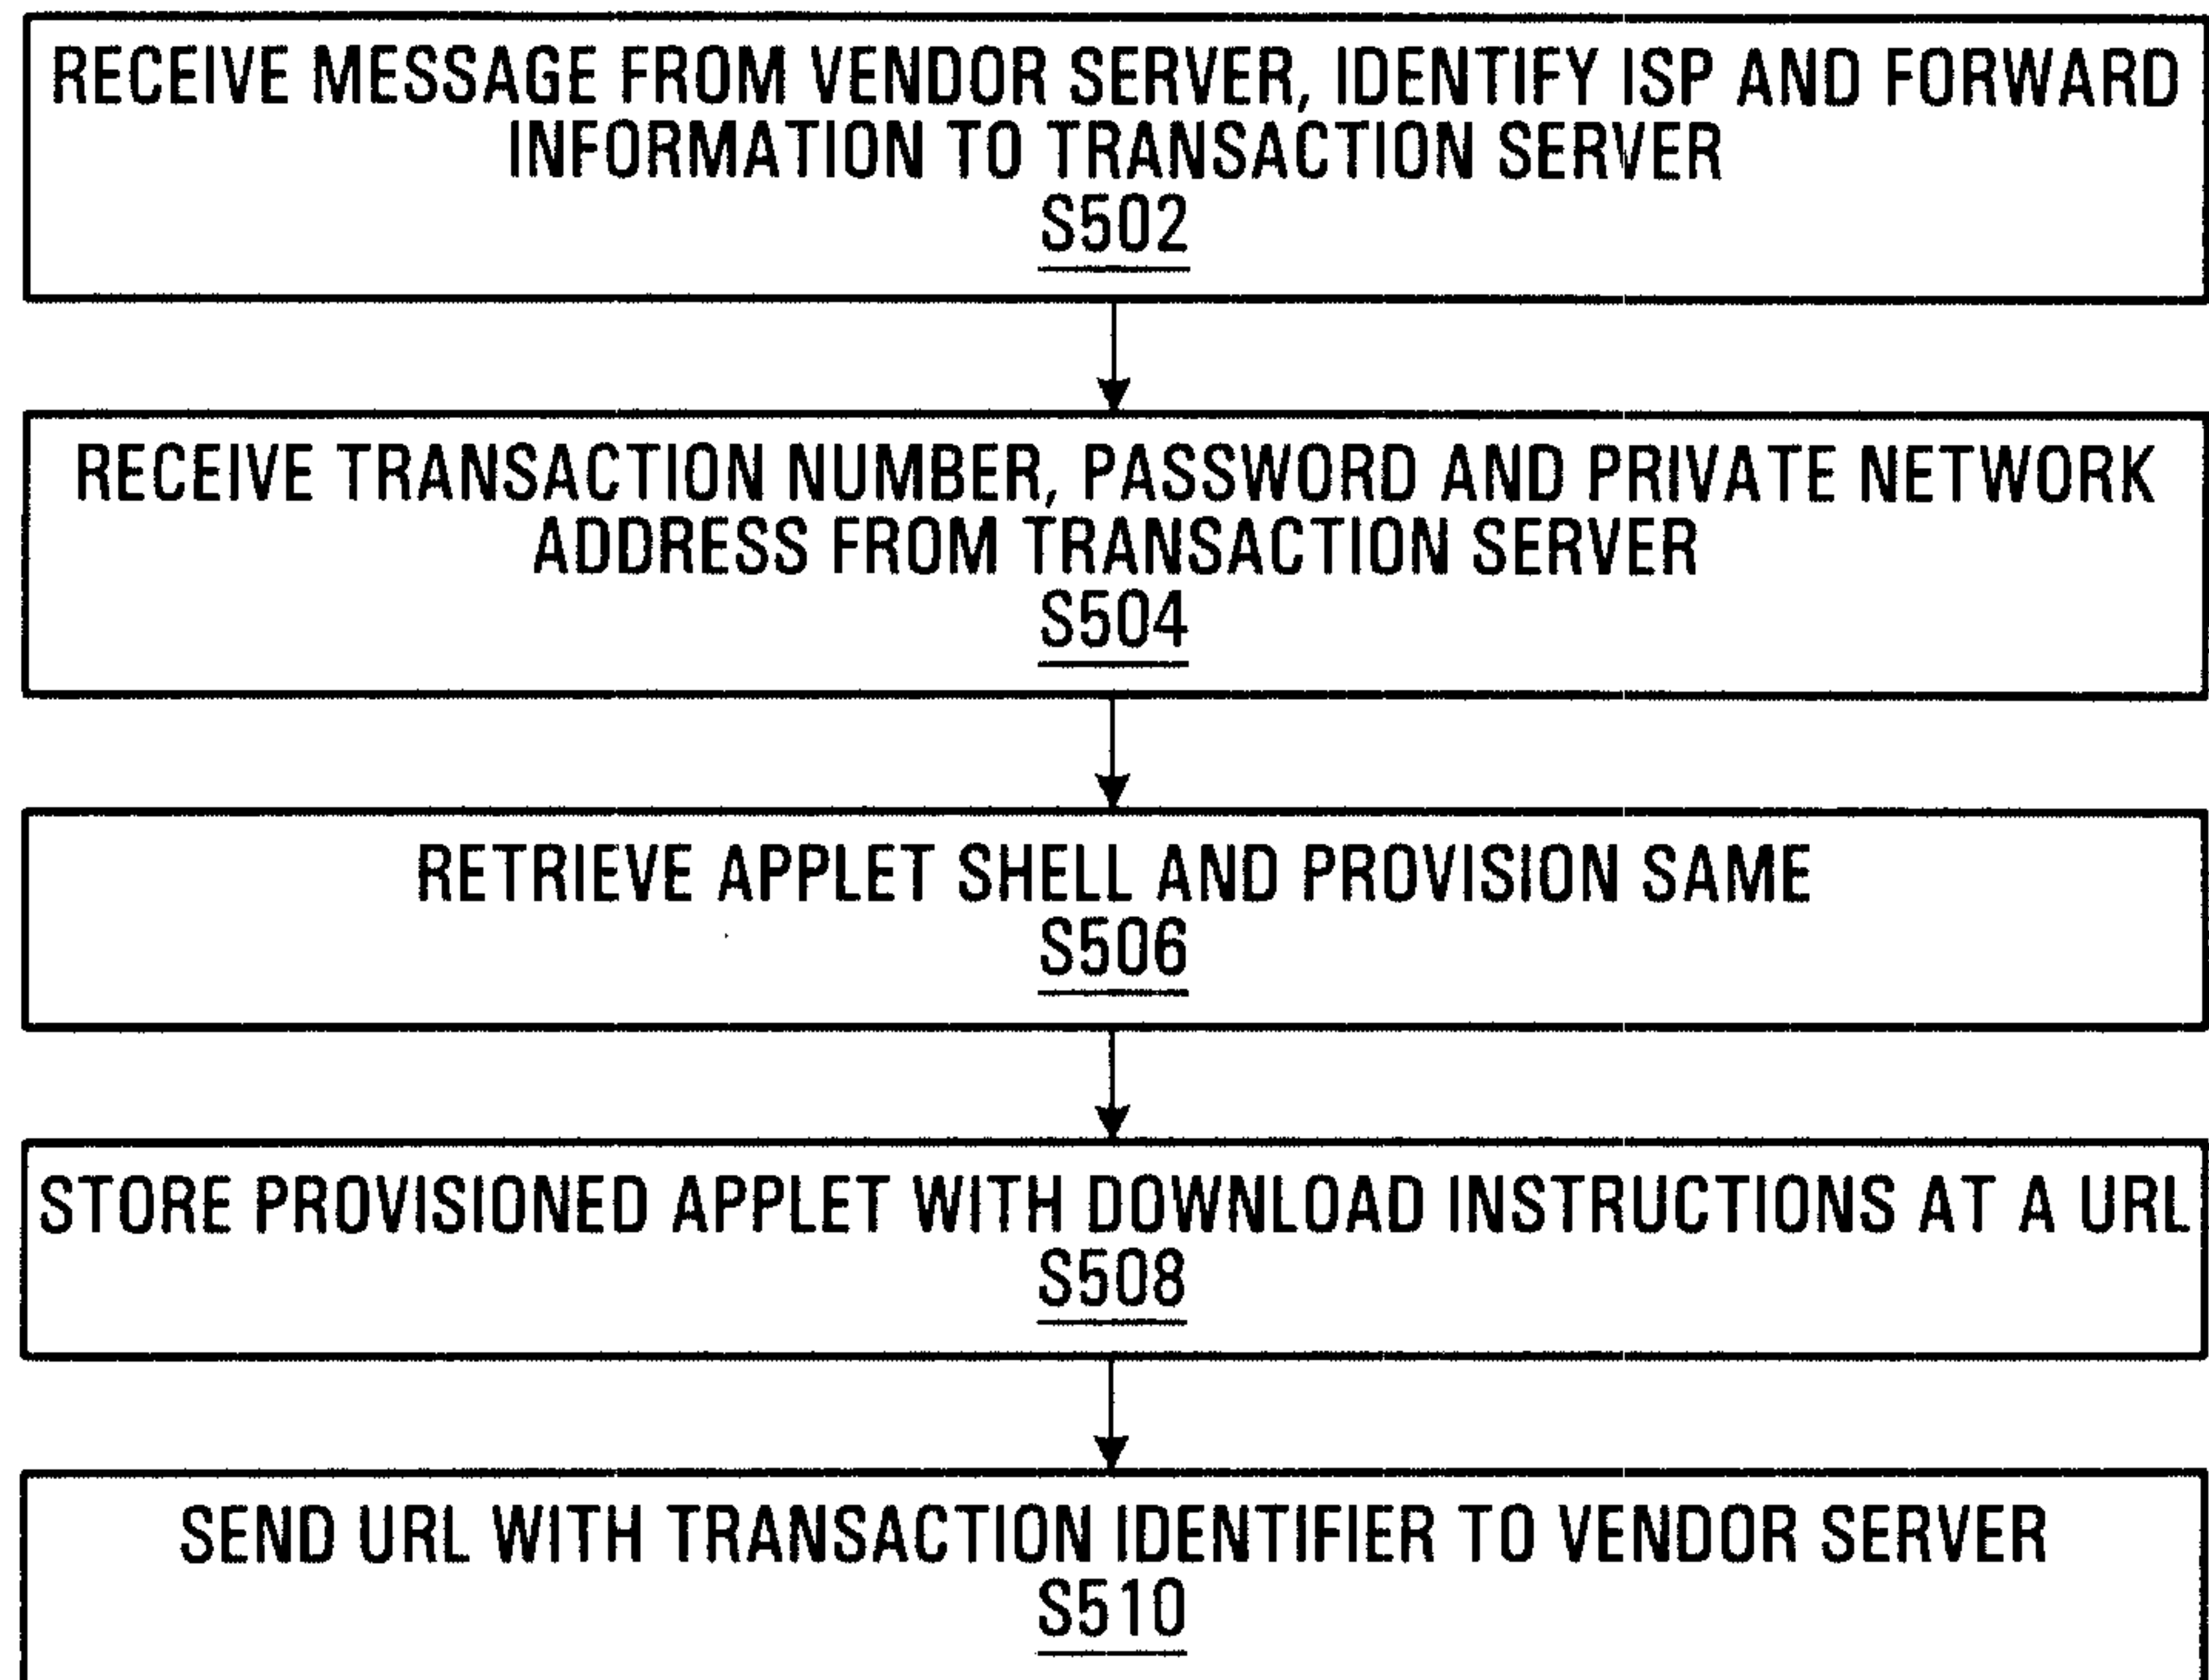 RECEIVE MESSAGE FROM VENDOR SERVER, IDENTIFY ISP AND FORWARD
INFORMATION TO TRANSACTION SERVER
S502
RECEIVE TRANSACTION NUMBER, PASSWORD AND PRIVATE NETWORK
ADDRESS FROM TRANSACTION SERVER
S504
RETRIEVE APPLET SHELL AND PROVISION SAME
S506
STORE PROVISIONED APPLET WITH DOWNLOAD INSTRUCTIONS AT A URL
S508
SEND URL WITH TRANSACTION IDENTIFIER TO VENDOR SERVER
S510